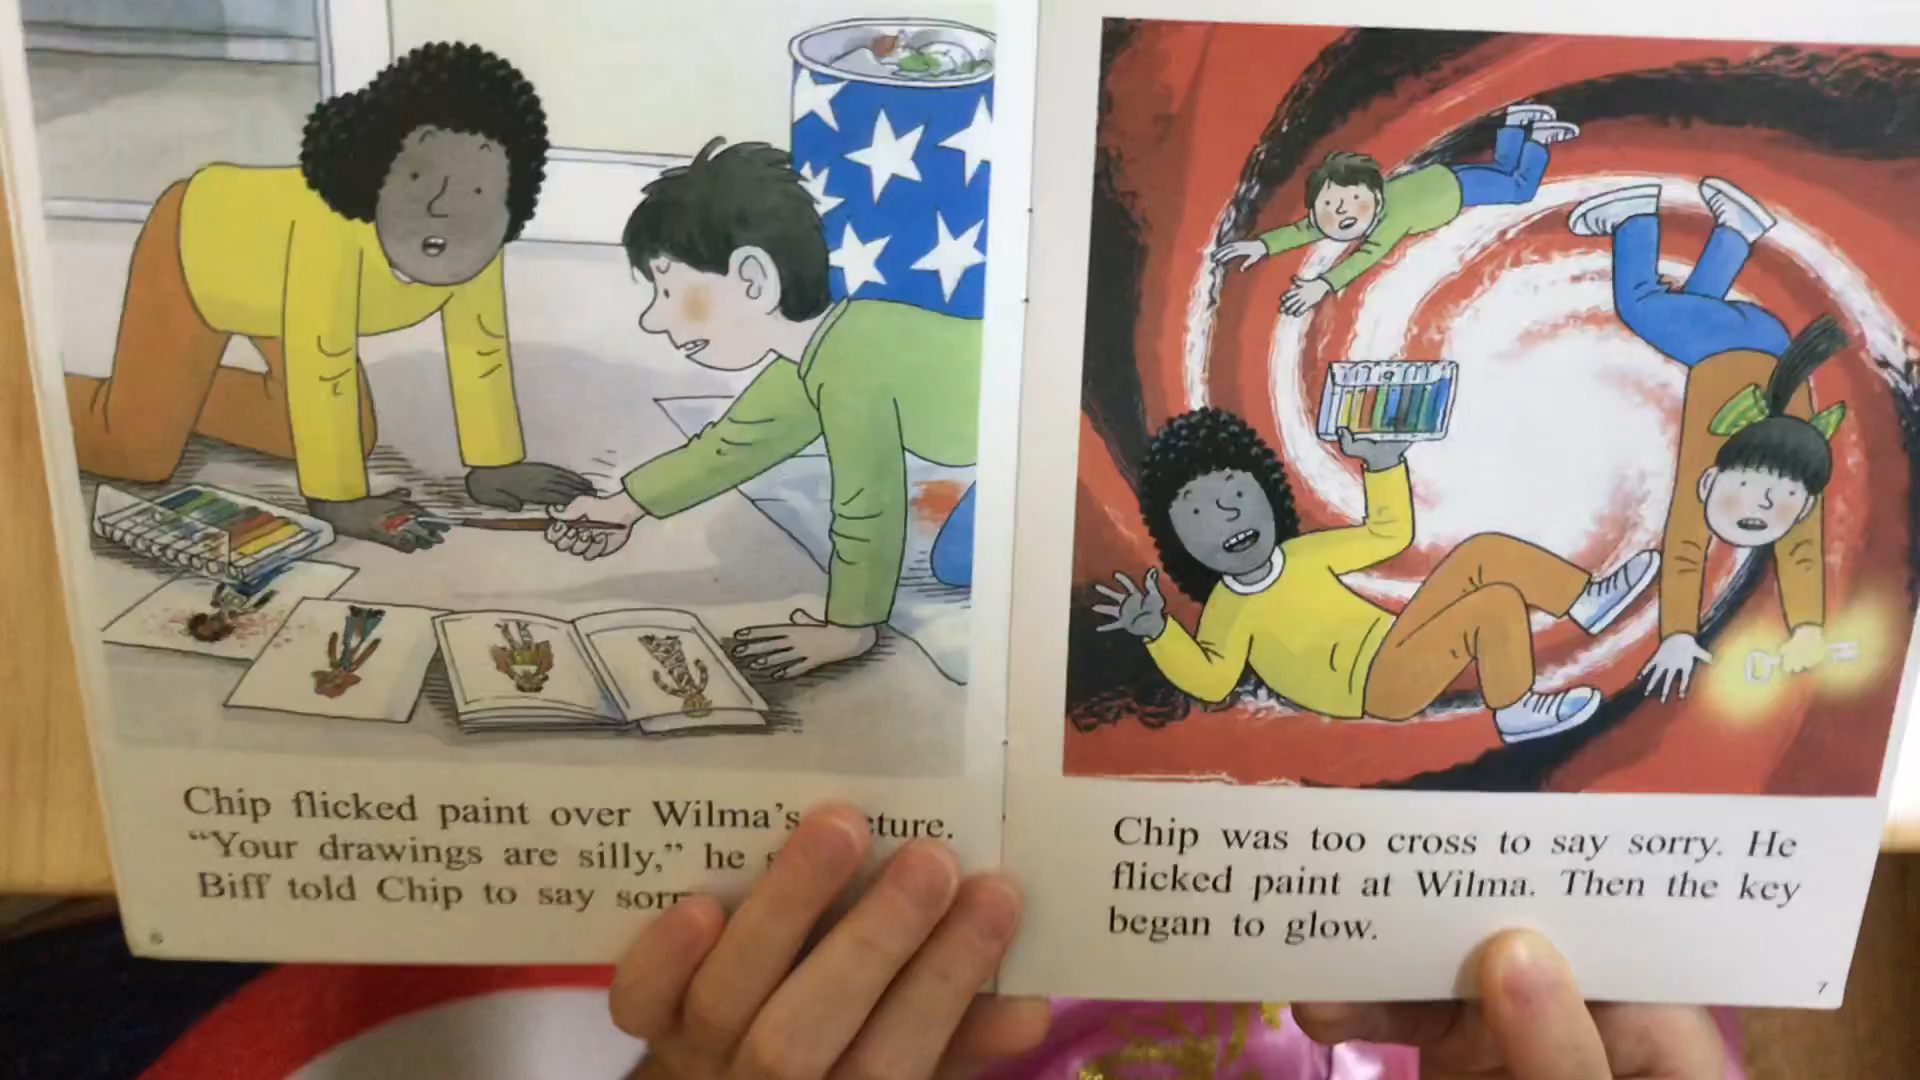 Chip flicked paint over Wilma's
"Your drawings are silly," he
Biff told Chip to say
6
Chip was too cross to say sorry. He
flicked paint at Wilma. Then the key
began to glow.
7